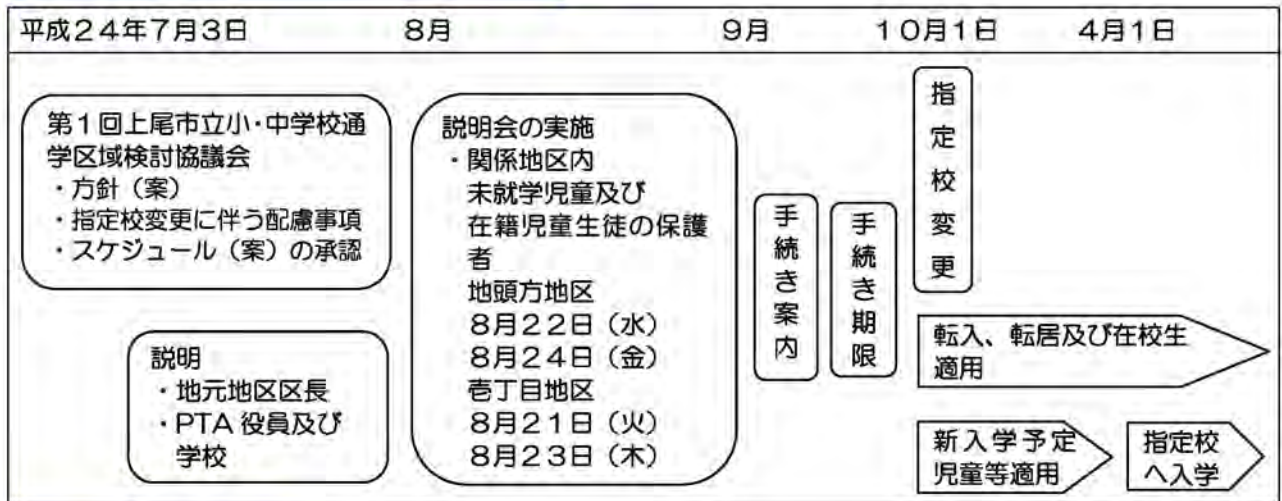 平成24年7月3日 8月 9月 10月1日 4月1日
第1回上尾市立小・中学校通
学区域検討協議会
・方針（案）
・指定校変更に伴う配慮事項
・スケジュール（案）の承認
説明
・地元地区区長
・PTA 役員及び
学校
説明会の実施
・関係地区内
未就学児童及び
在籍児童生徒の保護
者
地頭方地区
8月22日（水）
8月24日（金）
壱丁目地区
8月21日（火）
8月23日（木）
手続き案内
手続き期限
指定校変更
転入、転居及び在校生
適用
新入学予定
児童等適用
指定校
へ入学